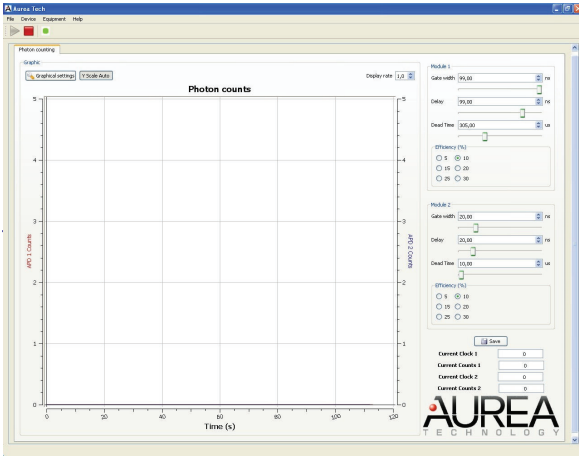 Aurea Tech
File Device Equipment Help
Photon counting
Graphic
Graphical settings Y Scale Auto Display rate 1,0
Photon counts
5 5
4 4
3 3
2 2
1 1
0 0
APD 1 Counts
APD 2 Counts
0 20 40 60 80 100 120
Time (s)
Module 1
Gate width 99,00 ns
Delay 99,00 ns
Dead Time 305,00 us
Efficiency (%)
5 10
15 20
25 30
Module 2
Gate width 20,00 ns
Delay 20,00 ns
Dead Time 10,00 us
Efficiency (%)
5 10
15 20
25 30
Save
Current Clock 1 0
Current Counts 1 0
Current Clock 2 0
Current Counts 2 0
AUREA
TECHNOLOGY